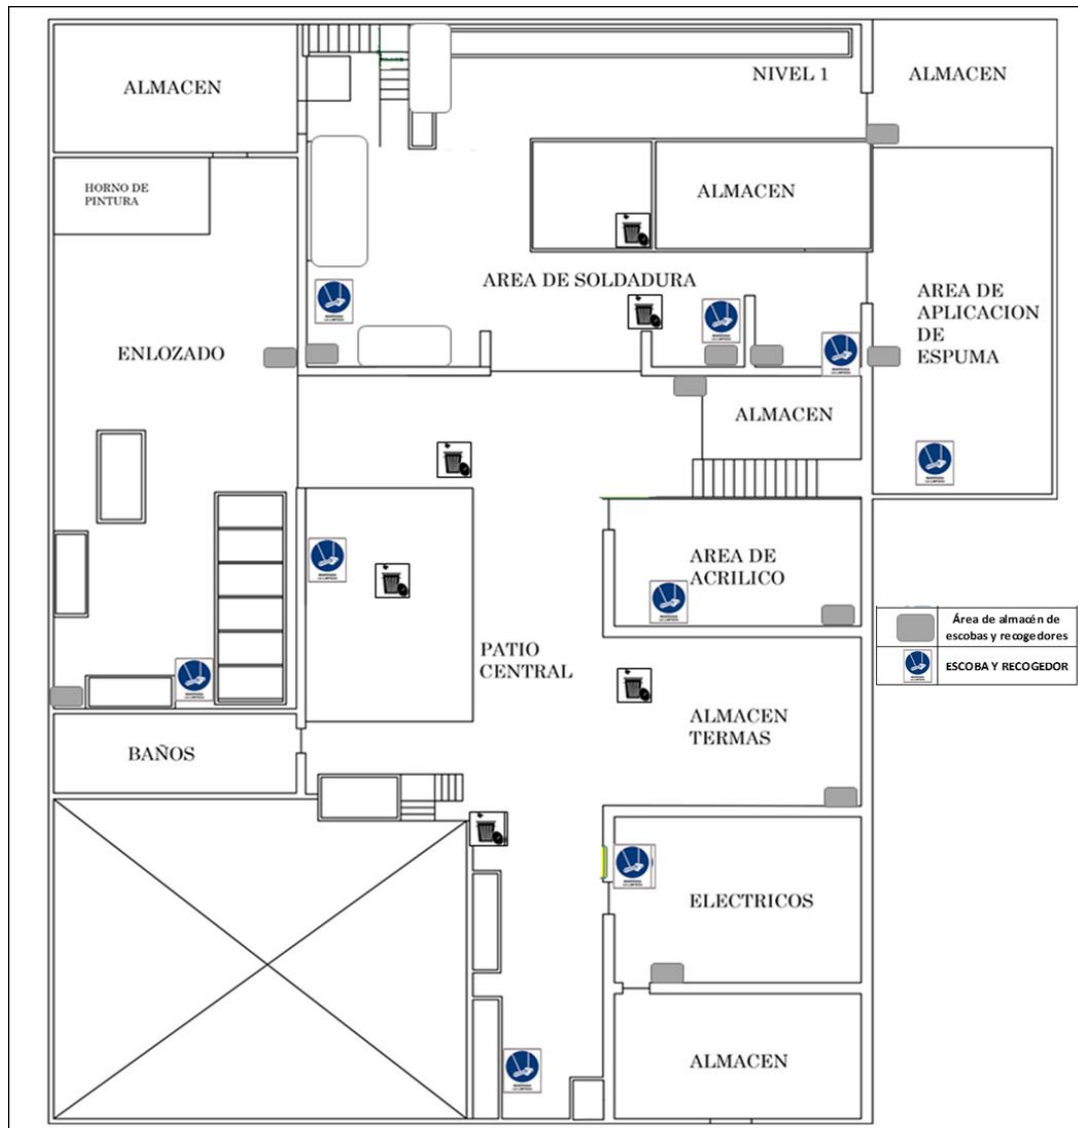 ALMACEN
NIVEL 1
ALMACEN
HORNO DE
PINTURA
ALMACEN
AREA DE SOLDADURA
AREA DE
APLICACION
DE
ESPUMA
ENLOZADO
ALMACEN
AREA DE
ACRILICO
Área de almacén de
escobas y recogedores
ESCOBA Y RECOGEDOR
PATIO
CENTRAL
ALMACEN
TERMAS
BAÑOS
ELECTRICOS
ALMACEN